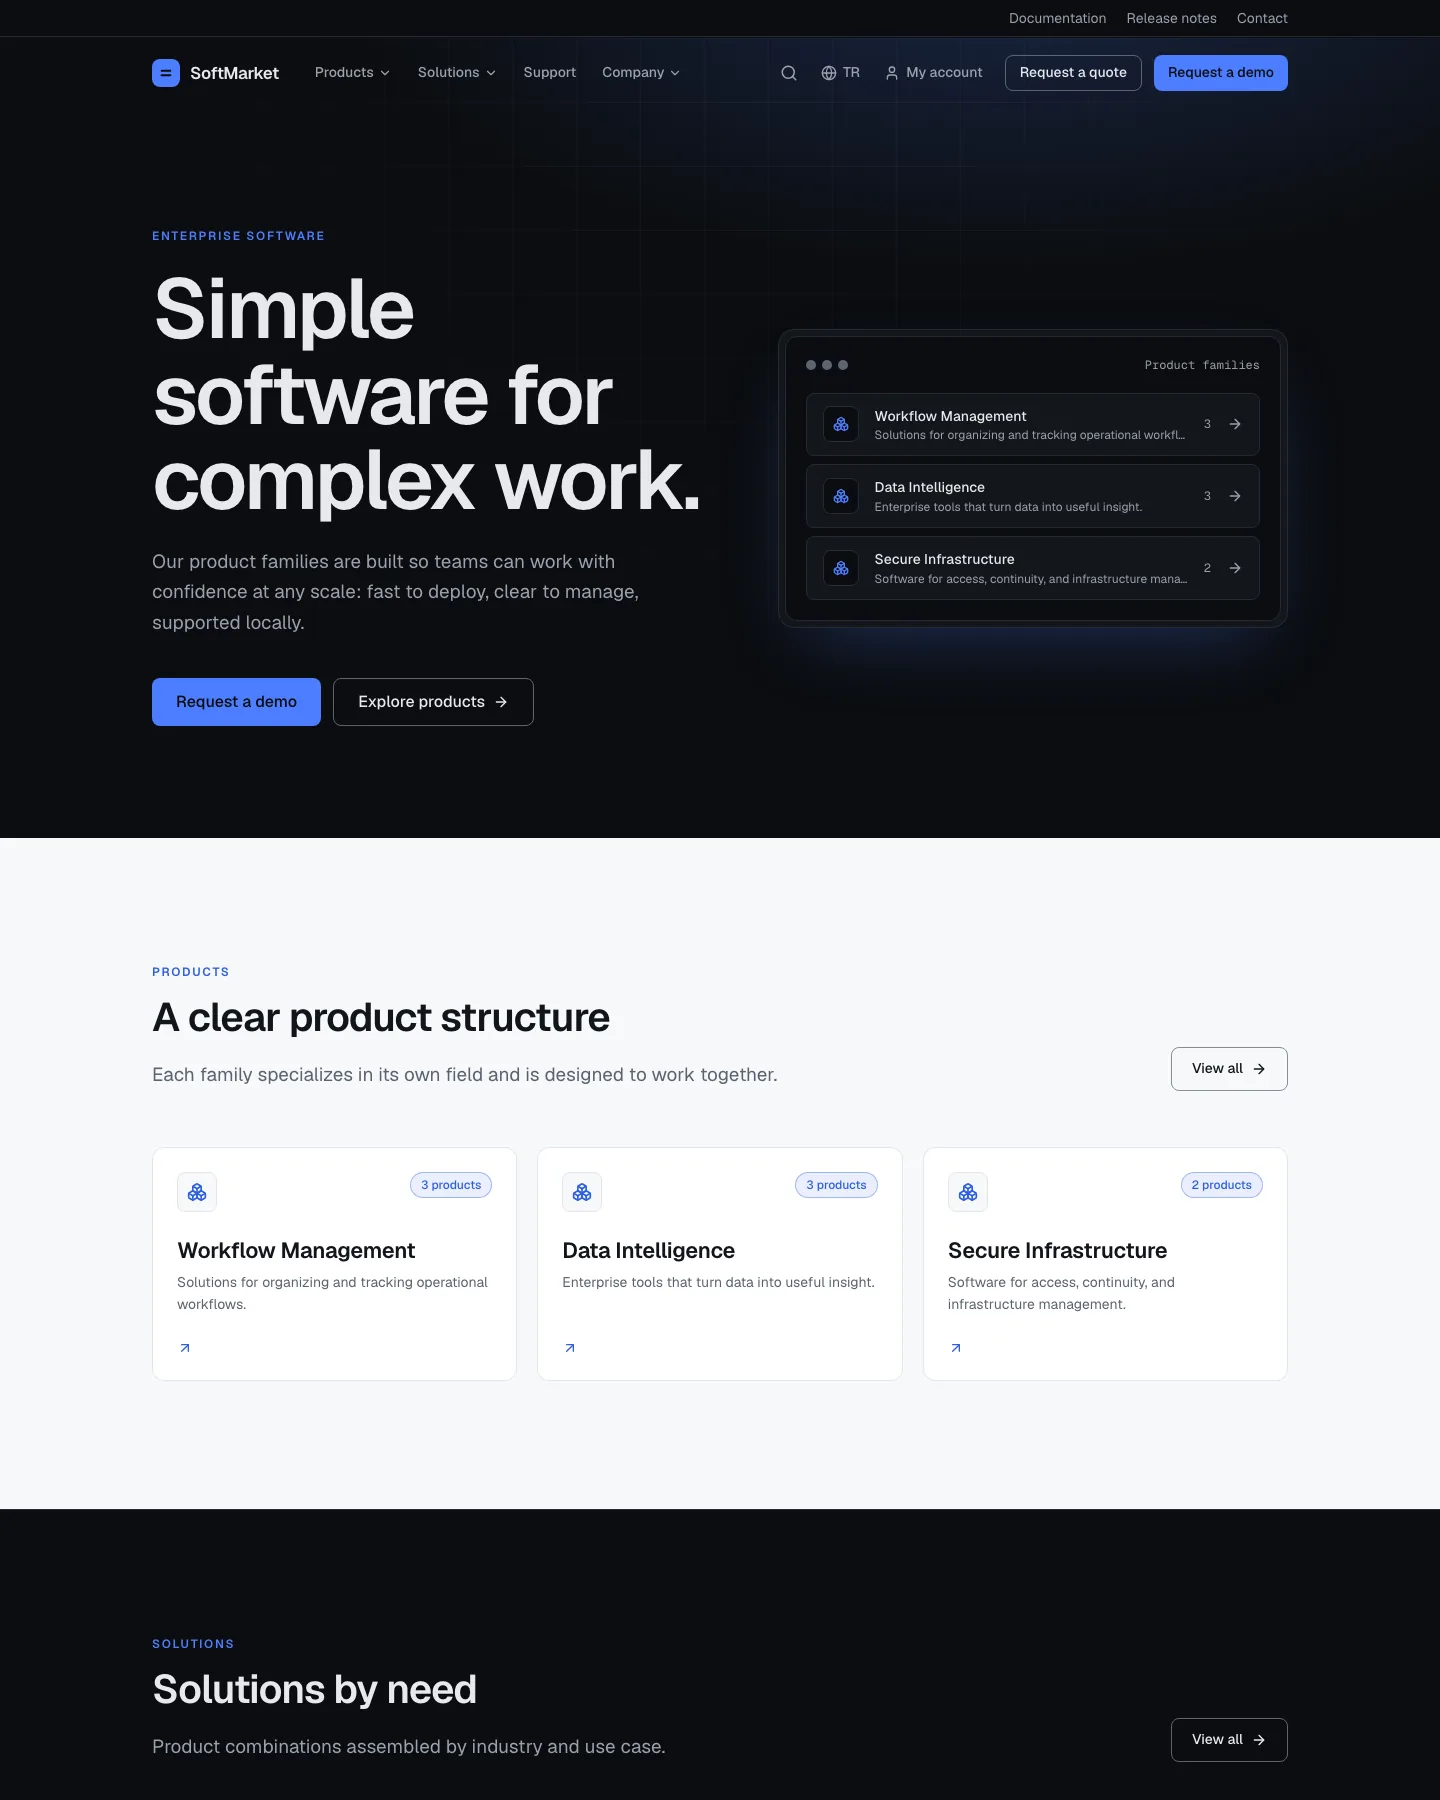 Documentation Release notes Contact
SoftMarket Products Solutions Support Company TR My account Request a quote Request a demo
ENTERPRISE SOFTWARE
Simple
software for
complex work.
Our product families are built so teams can work with
confidence at any scale: fast to deploy, clear to manage,
supported locally.
Request a demo Explore products →
Product families
Workflow Management
Solutions for organizing and tracking operational workfl…
3 →
Data Intelligence
Enterprise tools that turn data into useful insight.
3 →
Secure Infrastructure
Software for access, continuity, and infrastructure mana…
2 →
PRODUCTS
A clear product structure
Each family specializes in its own field and is designed to work together.
View all →
3 products
Workflow Management
Solutions for organizing and tracking operational
workflows.
3 products
Data Intelligence
Enterprise tools that turn data into useful insight.
2 products
Secure Infrastructure
Software for access, continuity, and
infrastructure management.
SOLUTIONS
Solutions by need
Product combinations assembled by industry and use case.
View all →